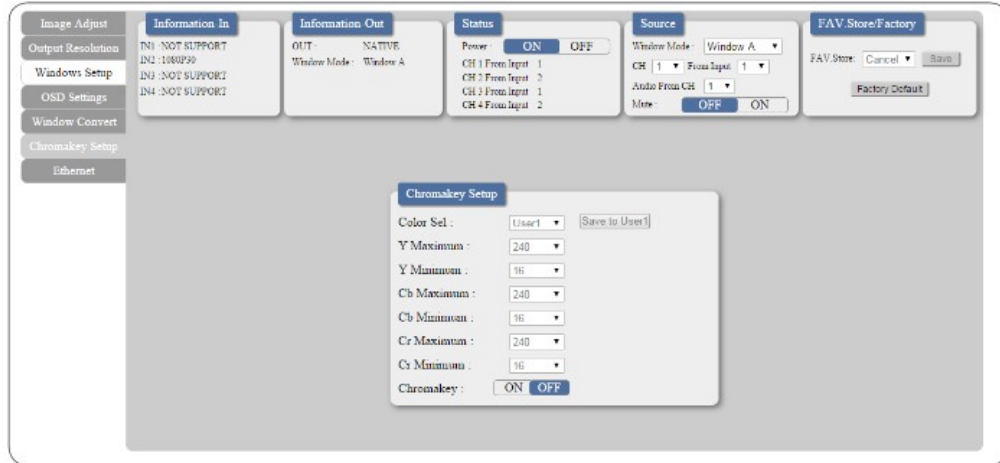 Image Adjust
Output Resolution
Windows Setup
OSD Settings
Window Convert
Chromakey Setup
Ethernet
Information In
IN1 :NOT SUPPORT
IN2 :1080P30
IN3 :NOT SUPPORT
IN4 :NOT SUPPORT
Information Out
OUT : NATIVE
Window Mode : Window A
Status
Power : ON OFF
CH 1 From Input 1
CH 2 From Input 2
CH 3 From Input 1
CH 4 From Input 2
Source
Window Mode : Window A
CH 1 From Input 1
Audio From CH 1
Mute : OFF ON
FAV.Store/Factory
FAV.Store: Cancel Save
Factory Default
Chromakey Setup
Color Sel : User1 Save to User1
Y Maximum : 240
Y Minimum : 16
Cb Maximum : 240
Cb Minimum : 16
Cr Maximum : 240
Cr Minimum : 16
Chromakey : ON OFF